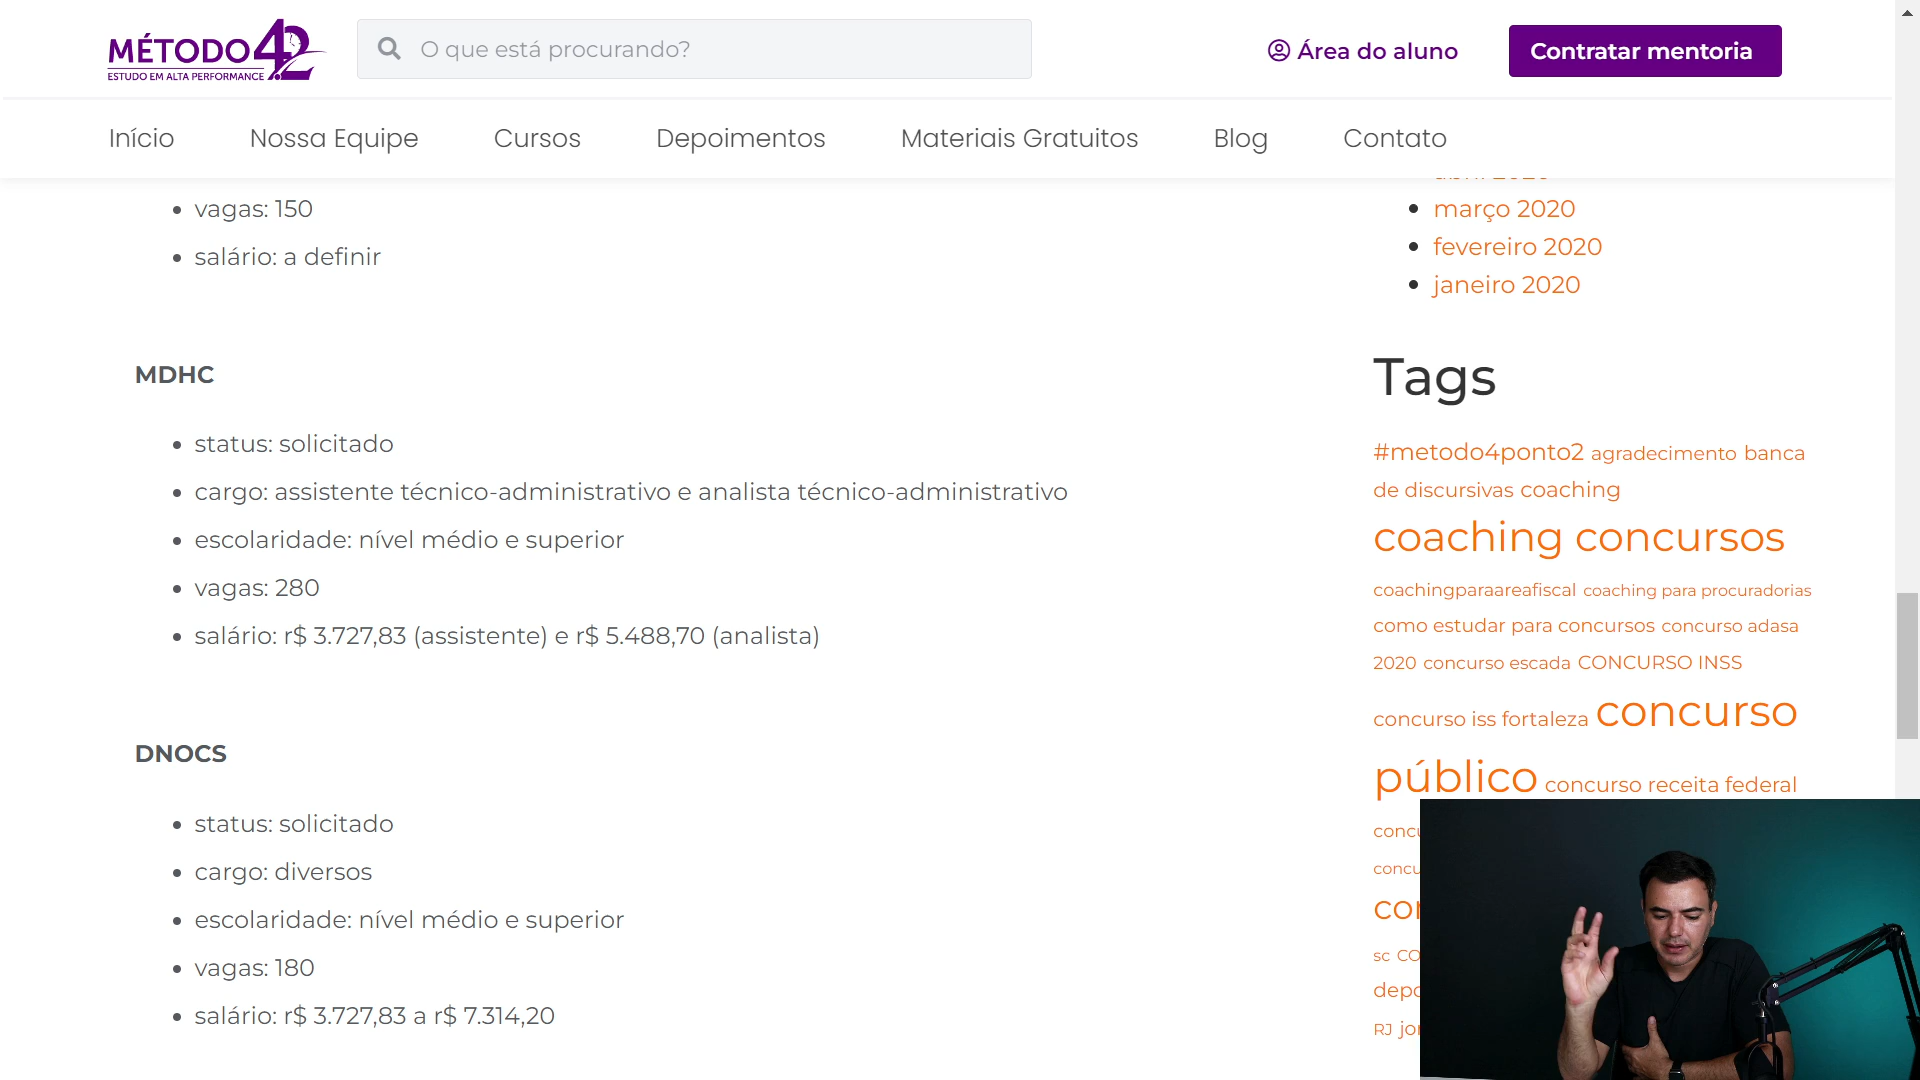 MÉTODO4.2
ESTUDO EM ALTA PERFORMANCE
O que está procurando?
Área do aluno
Contratar mentoria
Início
Nossa Equipe
Cursos
Depoimentos
Materiais Gratuitos
Blog
Contato
vagas: 150
salário: a definir
MDHC
status: solicitado
cargo: assistente técnico-administrativo e analista técnico-administrativo
escolaridade: nível médio e superior
vagas: 280
salário: r$ 3.727,83 (assistente) e r$ 5.488,70 (analista)
DNOCS
status: solicitado
cargo: diversos
escolaridade: nível médio e superior
vagas: 180
salário: r$ 3.727,83 a r$ 7.314,20
março 2020
fevereiro 2020
janeiro 2020
Tags
#metodo4ponto2 agradecimento banca
de discursivas coaching
coaching concursos
coachingparaareafiscal coaching para procuradorias
como estudar para concursos concurso adasa
2020 concurso escada CONCURSO INSS
concurso iss fortaleza concurso
público concurso receita federal
sc
RJ